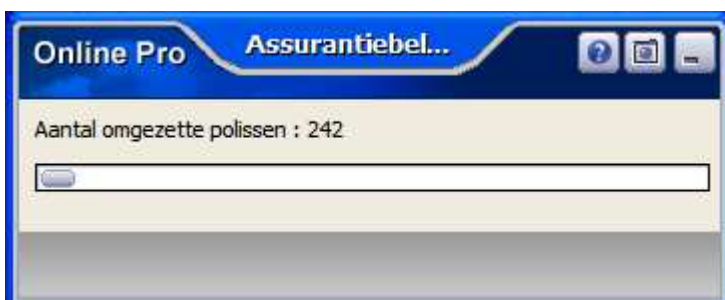 Online Pro
Assurantiebel...
Aantal omgezette polissen : 242